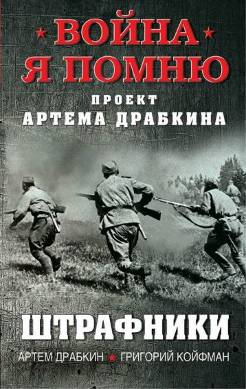 ВОЙНА
Я ПОМНЮ
ПРОЕКТ
АРТЕМА ДРАБКИНА
ШТРАФНИКИ
АРТЕМ ДРАБКИН ★ ГРИГОРИЙ КОЙФМАН